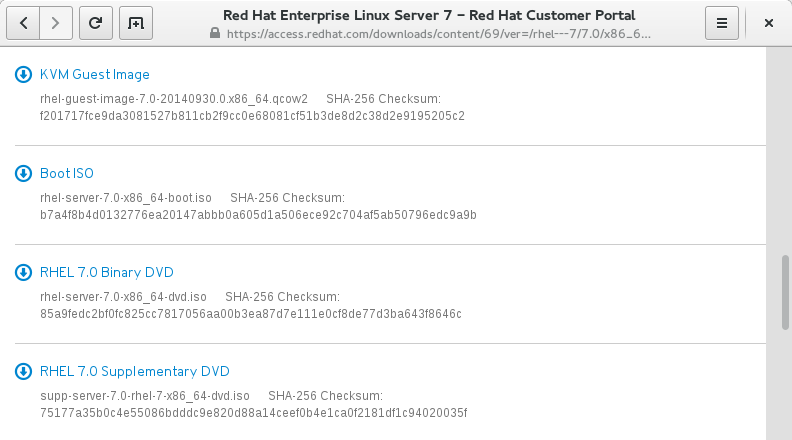 Red Hat Enterprise Linux Server 7 – Red Hat Customer Portal
https://access.redhat.com/downloads/content/69/ver=/rhel---7/7.0/x86_6...
KVM Guest Image
rhel-guest-image-7.0-20140930.0.x86_64.qcow2 SHA-256 Checksum:
f201717fce9da3081527b811cb2f9cc0e68081cf51b3de8d2c38d2e9195205c2
Boot ISO
rhel-server-7.0-x86_64-boot.iso SHA-256 Checksum:
b7a4f8b4d0132776ea20147abbb0a605d1a506ece92c704af5ab50796edc9a9b
RHEL 7.0 Binary DVD
rhel-server-7.0-x86_64-dvd.iso SHA-256 Checksum:
85a9fedc2bf0fc825cc7817056aa00b3ea87d7e111e0cf8de77d3ba643f8646c
RHEL 7.0 Supplementary DVD
supp-server-7.0-rhel-7-x86_64-dvd.iso SHA-256 Checksum:
75177a35b0c4e55086bdddc9e820d88a14ceef0b4e1ca0f2181df1c94020035f